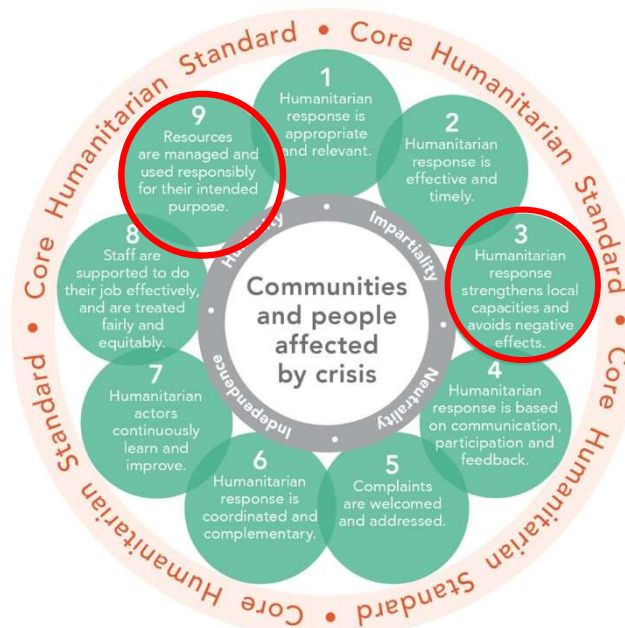 Core Humanitarian Standard • Core Humanitarian Standard • Core Humanitarian Standard • Core Humanitarian Standard •
1
Humanitarian
response is
appropriate
and relevant.
2
Humanitarian
response is
effective and
timely.
3
Humanitarian
response
strengthens local
capacities and
avoids negative
effects.
4
Humanitarian
response is based
on communication,
participation and
feedback.
5
Complaints
are welcomed
and addressed.
6
Humanitarian
response is
coordinated and
complementary.
7
Humanitarian
actors
continuously
learn and
improve.
8
Staff are
supported to do
their job effectively,
and are treated
fairly and
equitably.
9
Resources
are managed and
used responsibly
for their intended
purpose.
Humanity • Impartiality • Neutrality • Independence •
Communities
and people
affected
by crisis